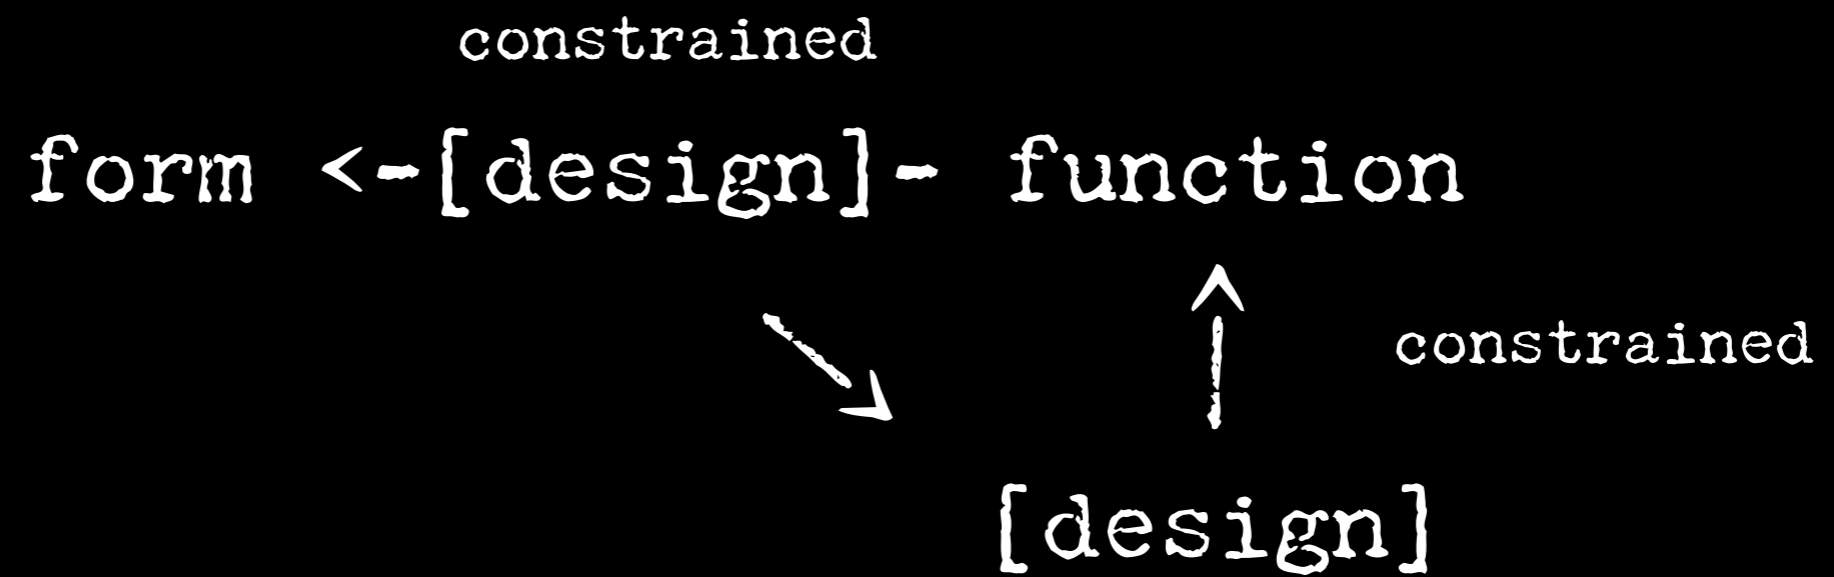 constrained
form <-[design]- function
constrained
[design]